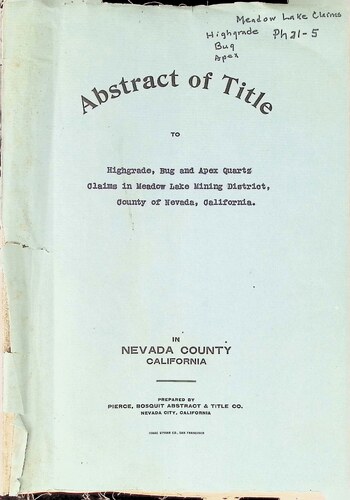 Meadow Lake Claims
Highgrade Ph21-5
Bug
Apex
Abstract of Title
TO
Highgrade, Bug and Apex Quartz
Claims in Meadow Lake Mining District,
County of Nevada, California.
IN
NEVADA COUNTY
CALIFORNIA
PREPARED BY
PIERCE, BOSQUIT ABSTRACT & TITLE CO.
NEVADA CITY, CALIFORNIA